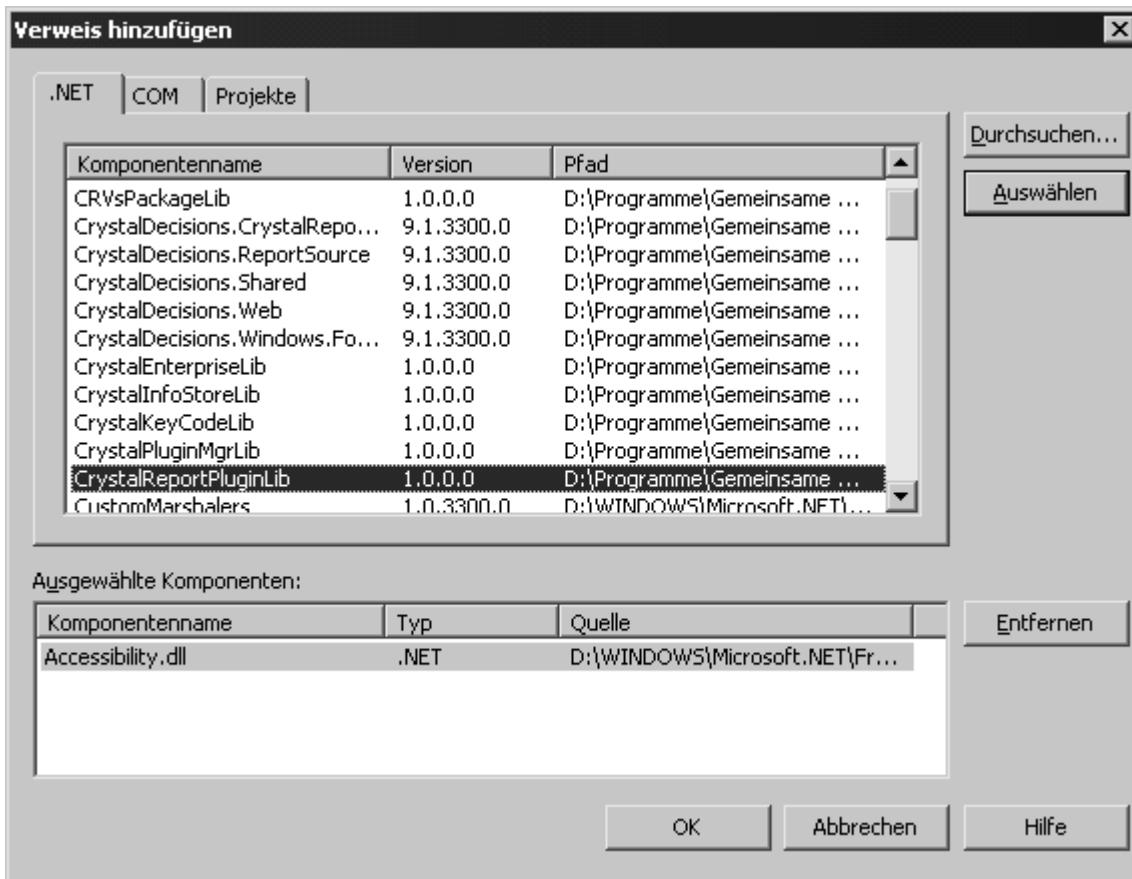 Verweis hinzufügen
.NET COM Projekte
Durchsuchen...
Auswählen
Komponentenname Version Pfad
CRVsPackageLib 1.0.0.0 D:\Programme\Gemeinsame ...
CrystalDecisions.CrystalRepo... 9.1.3300.0 D:\Programme\Gemeinsame ...
CrystalDecisions.ReportSource 9.1.3300.0 D:\Programme\Gemeinsame ...
CrystalDecisions.Shared 9.1.3300.0 D:\Programme\Gemeinsame ...
CrystalDecisions.Web 9.1.3300.0 D:\Programme\Gemeinsame ...
CrystalDecisions.Windows.Fo... 9.1.3300.0 D:\Programme\Gemeinsame ...
CrystalEnterpriseLib 1.0.0.0 D:\Programme\Gemeinsame ...
CrystalInfoStoreLib 1.0.0.0 D:\Programme\Gemeinsame ...
CrystalKeyCodeLib 1.0.0.0 D:\Programme\Gemeinsame ...
CrystalPluginMgrLib 1.0.0.0 D:\Programme\Gemeinsame ...
CrystalReportPluginLib 1.0.0.0 D:\Programme\Gemeinsame ...
CustomMarshalers 1.0.3300.0 D:\WINDOWS\Microsoft.NET\...
Ausgewählte Komponenten:
Komponentenname Typ Quelle
Accessibility.dll .NET D:\WINDOWS\Microsoft.NET\Fr...
Entfernen
OK Abbrechen Hilfe